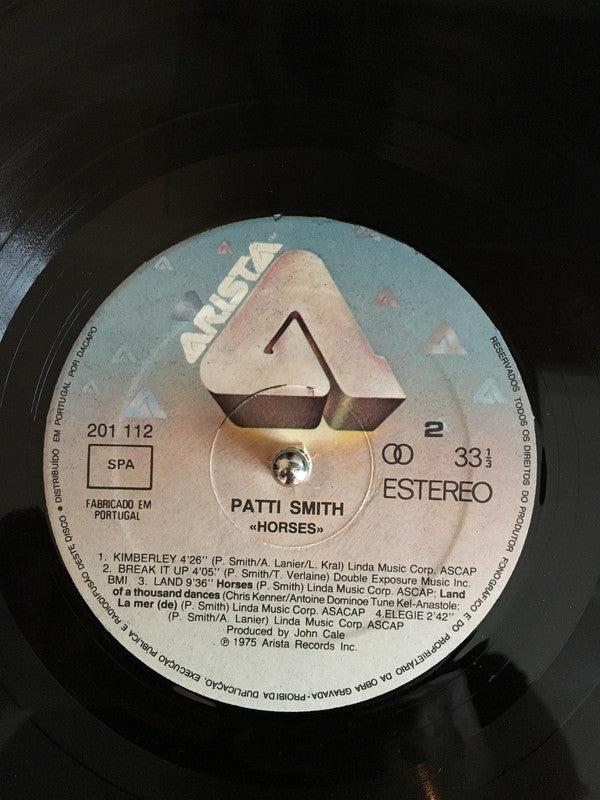 ARISTA
201 112
SPA
FABRICADO EM
PORTUGAL
2
33 1/3
ESTEREO
PATTI SMITH
«HORSES»
1. KIMBERLEY 4'26" (P. Smith/A. Lanier/L. Kral) Linda Music Corp. ASCAP
2. BREAK IT UP 4'05" (P. Smith/T. Verlaine) Double Exposure Music Inc.
BMI 3. LAND 9'36" Horses (P. Smith) Linda Music Corp. ASCAP; Land
of a thousand dances (Chris Kenner/Antoine Dominoe Tune Kel-Anastole;
La mer (de) (P. Smith) Linda Music Corp. ASACAP 4. ELEGIE 2'42"
(P. Smith/A. Lanier) Linda Music Corp. ASCAP
Produced by John Cale
℗ 1975 Arista Records Inc.
RESERVADOS TODOS OS DIREITOS DO PRODUTOR FONOGRÁFICO E DO PROPRIETÁRIO DA OBRA GRAVADA-PROIBIDA DUPLICAÇÃO, EXECUÇÃO PÚBLICA E RADIODIFUSÃO DESTE DISCO • DISTRIBUÍDO EM PORTUGAL POR DACAPO